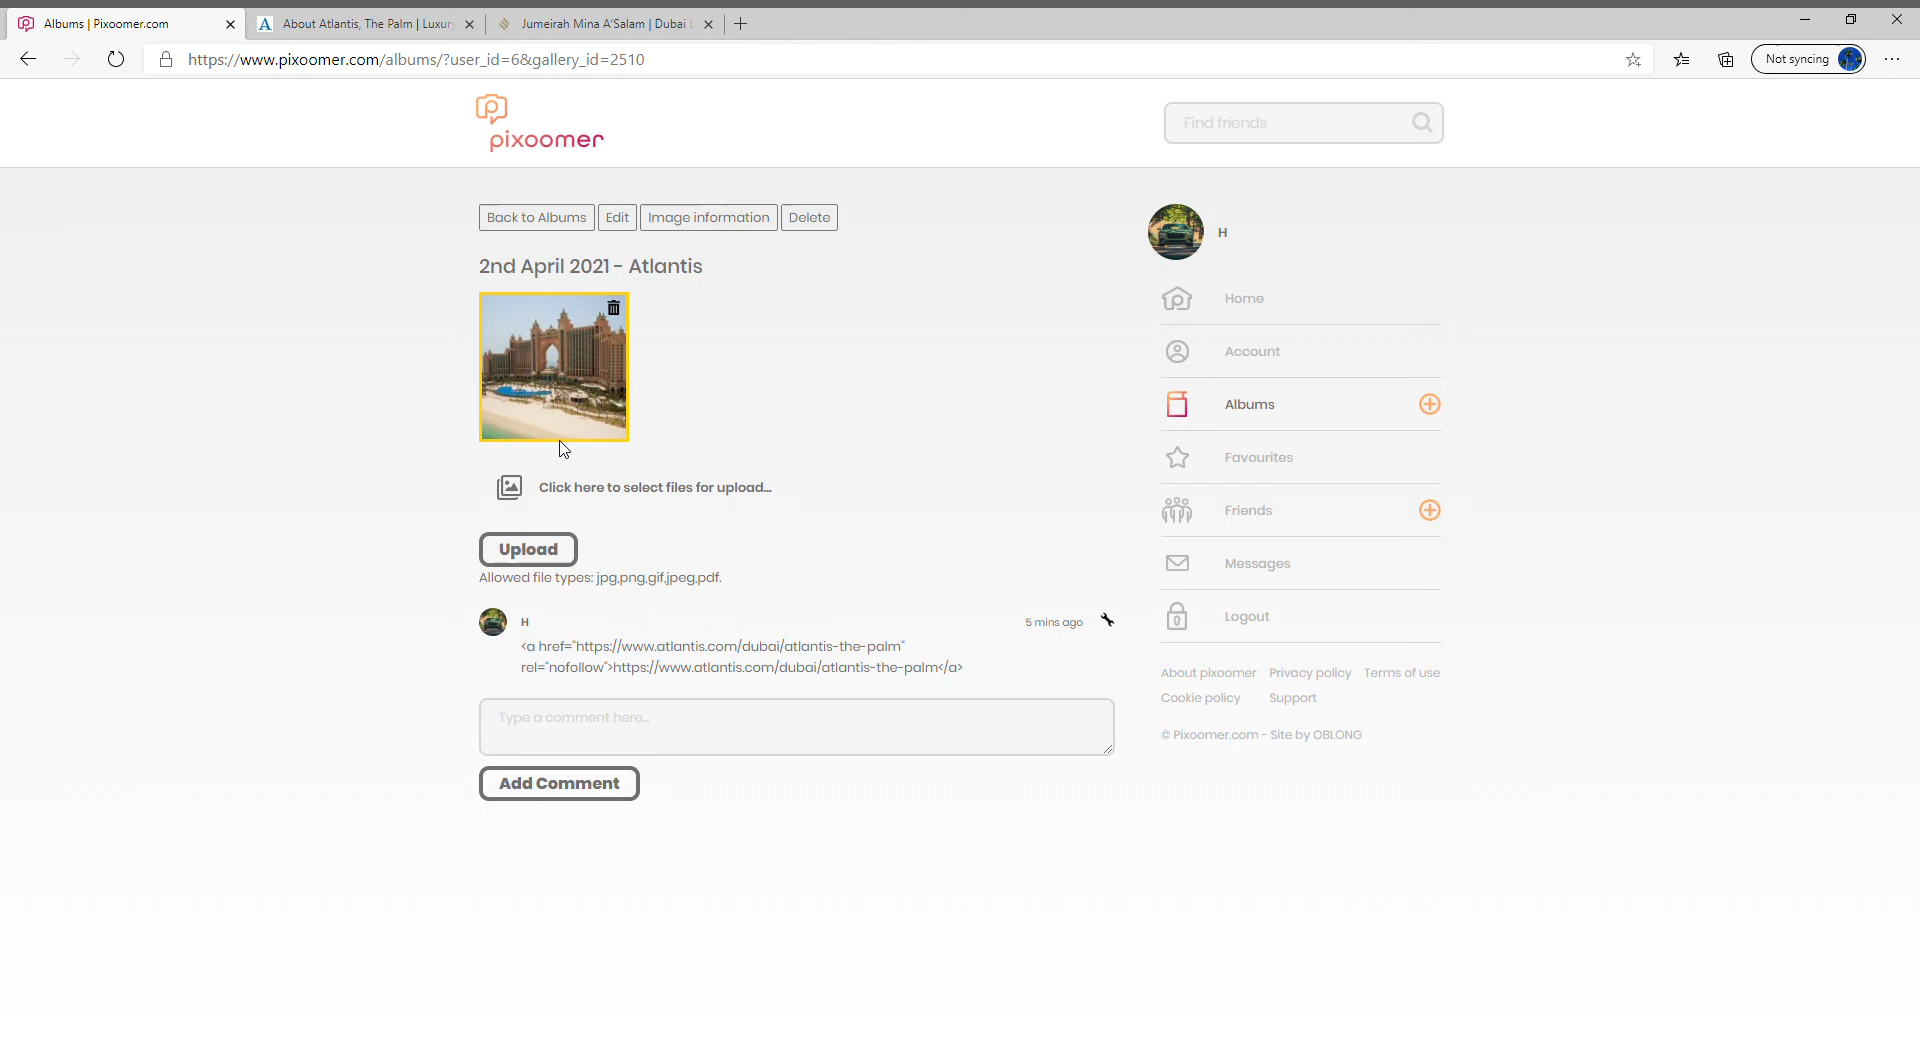 Albums | Pixoomer.com
About Atlantis, The Palm | Luxury
Jumeirah Mina A'Salam | Dubai L
https://www.pixoomer.com/albums/?user_id=6&gallery_id=2510
Not syncing
pixoomer
Find friends
Back to Albums
Edit
Image information
Delete
2nd April 2021 - Atlantis
Click here to select files for upload...
Upload
Allowed file types: jpg,png,gif,jpeg,pdf.
H
5 mins ago
<a href="https://www.atlantis.com/dubai/atlantis-the-palm"
rel="nofollow">https://www.atlantis.com/dubai/atlantis-the-palm</a>
Type a comment here...
Add Comment
H
Home
Account
Albums
Favourites
Friends
Messages
Logout
About pixoomer Privacy policy Terms of use
Cookie policy Support
© Pixoomer.com - Site by OBLONG